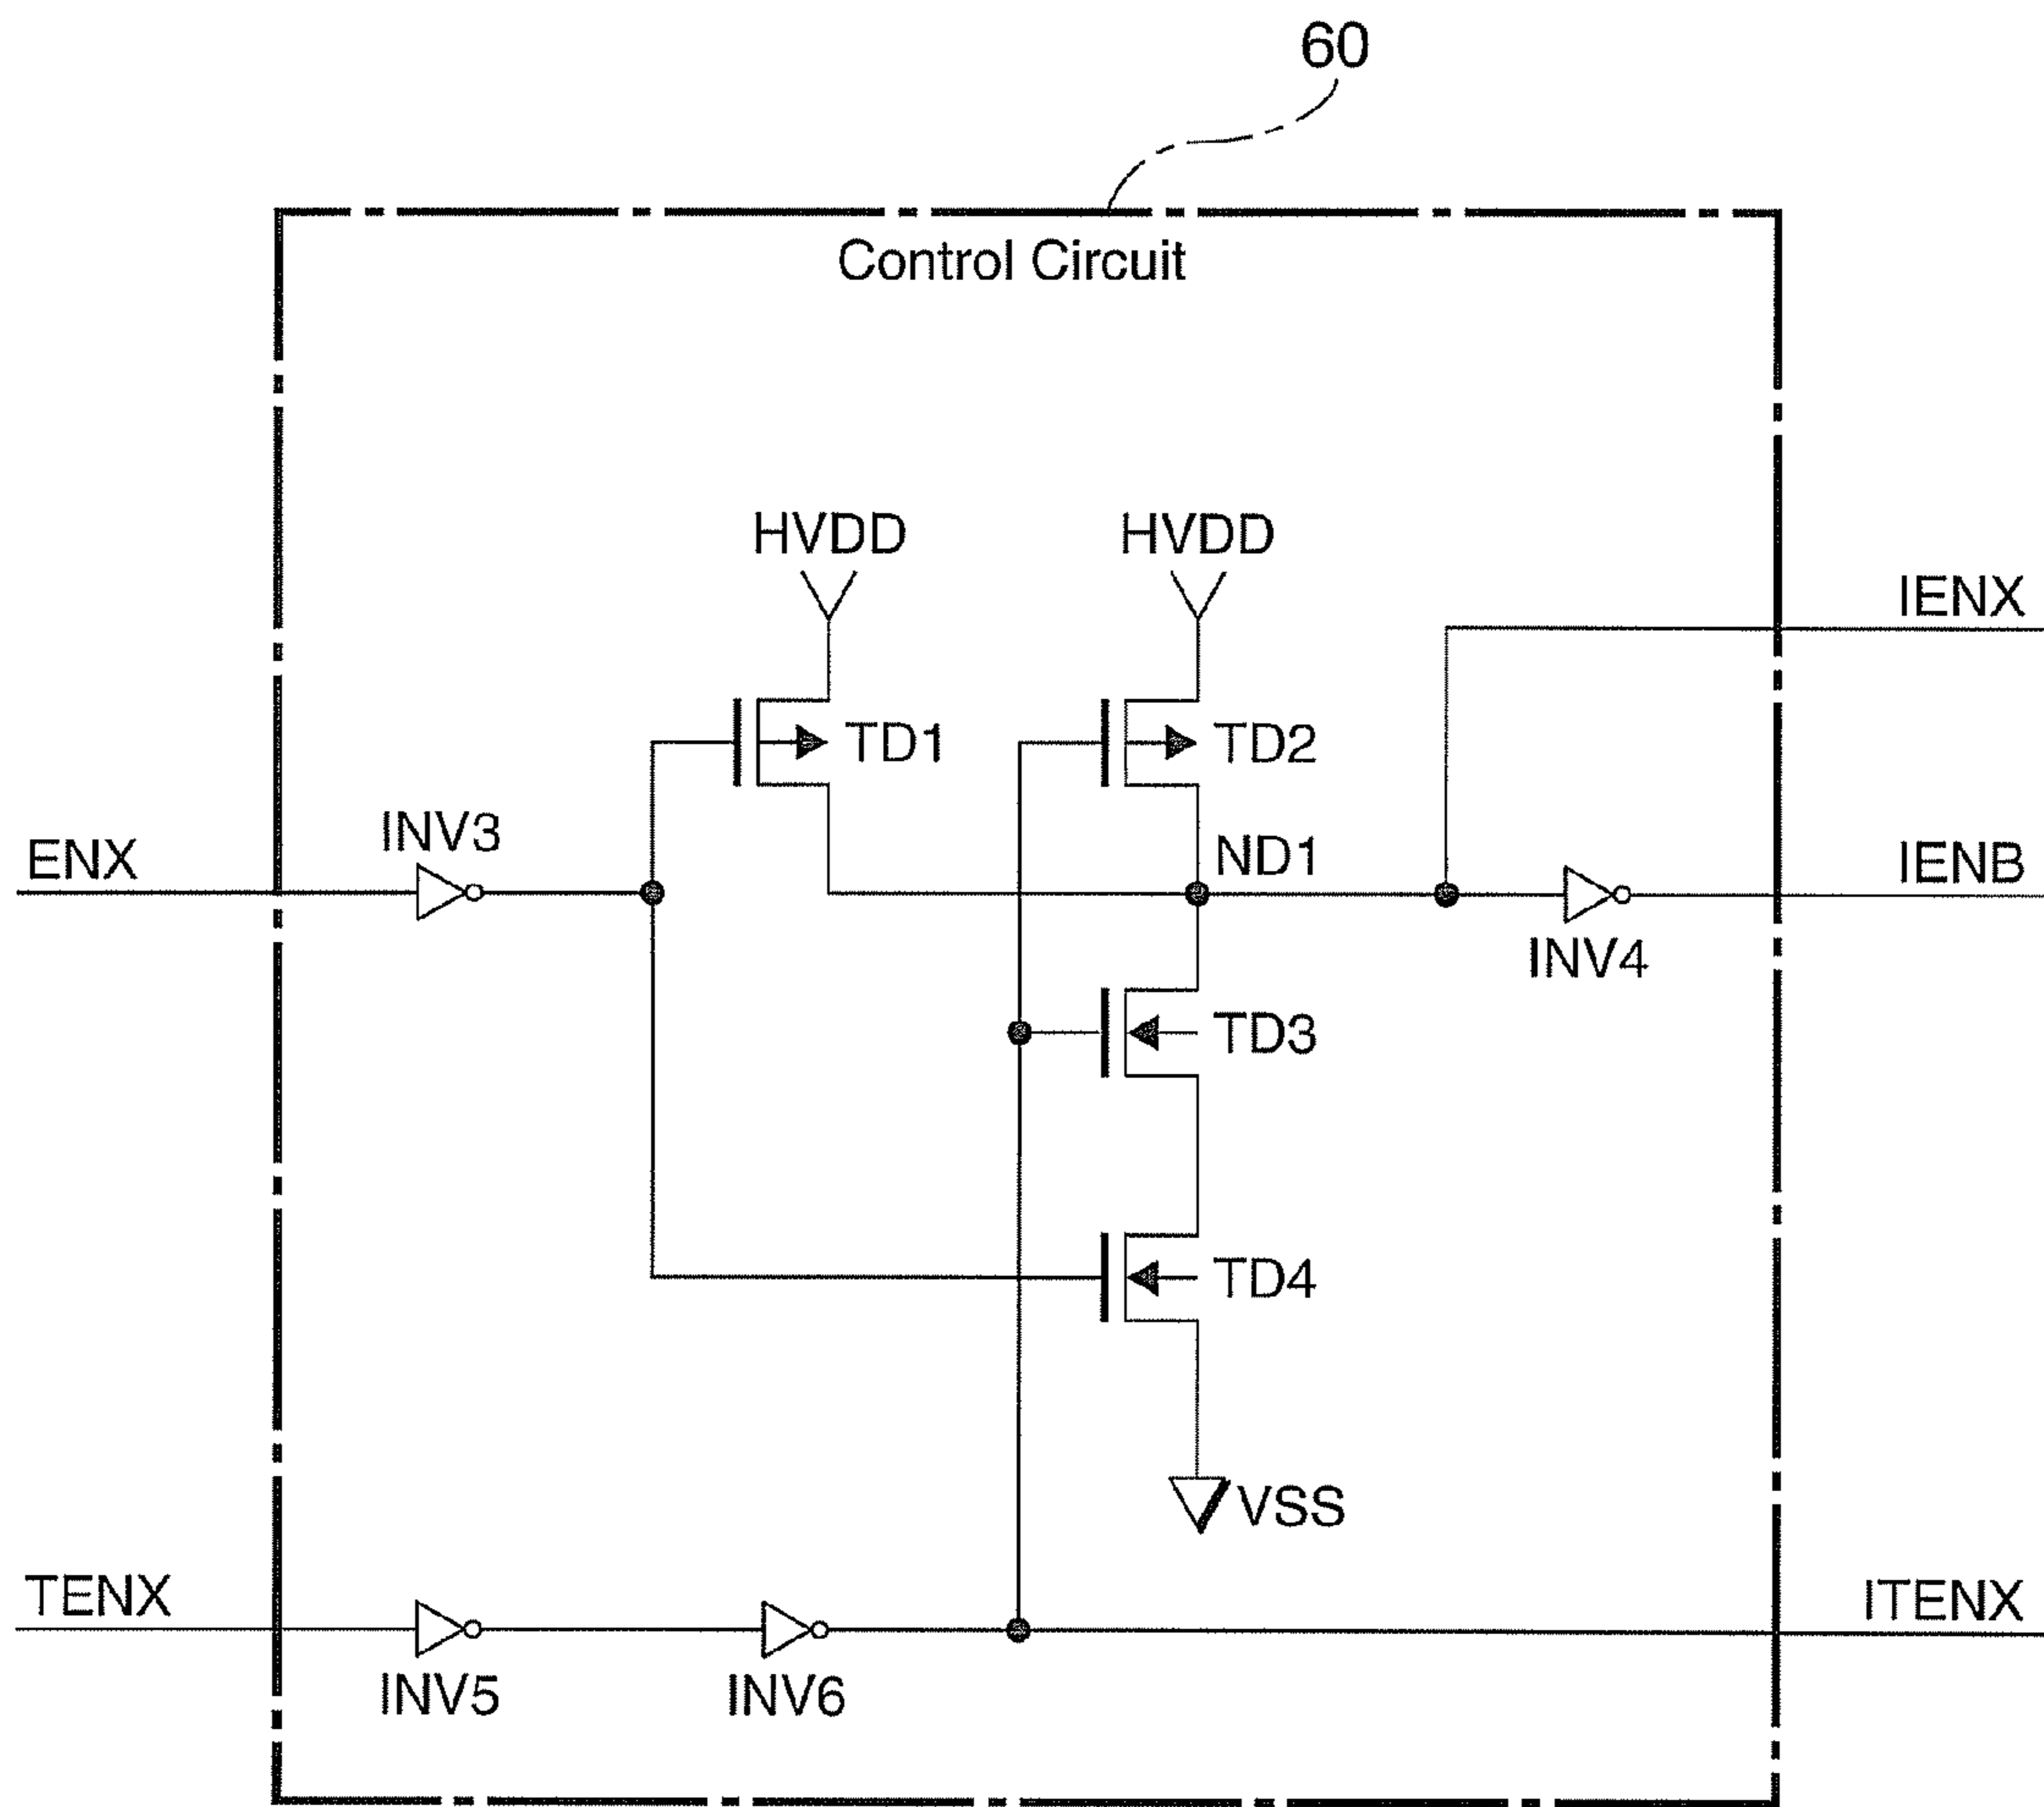 60
Control Circuit
HVDD
HVDD
IENX
TD1
TD2
ENX
INV3
ND1
IENB
INV4
TD3
TD4
VSS
TENX
ITENX
INV5
INV6